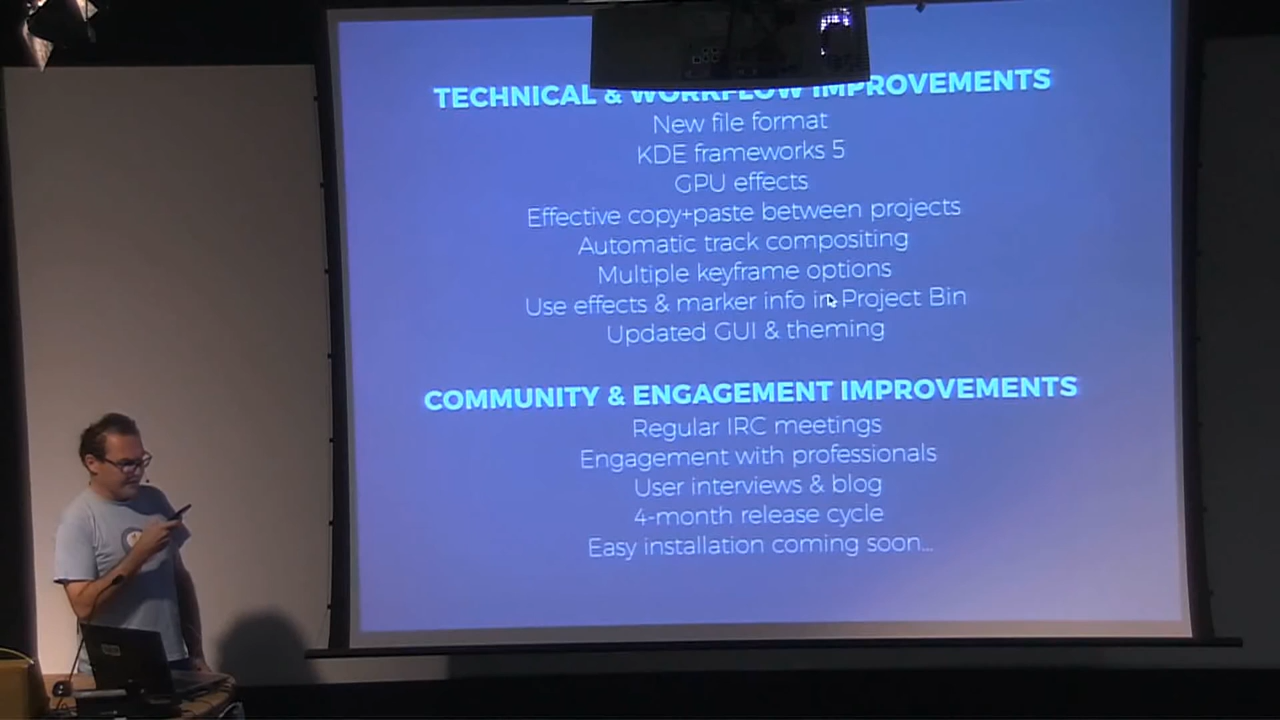 TECHNICAL & WORKFLOW IMPROVEMENTS
New file format
KDE frameworks 5
GPU effects
Effective copy+paste between projects
Automatic track compositing
Multiple keyframe options
Use effects & marker info in Project Bin
Updated GUI & theming
COMMUNITY & ENGAGEMENT IMPROVEMENTS
Regular IRC meetings
Engagement with professionals
User interviews & blog
4-month release cycle
Easy installation coming soon...